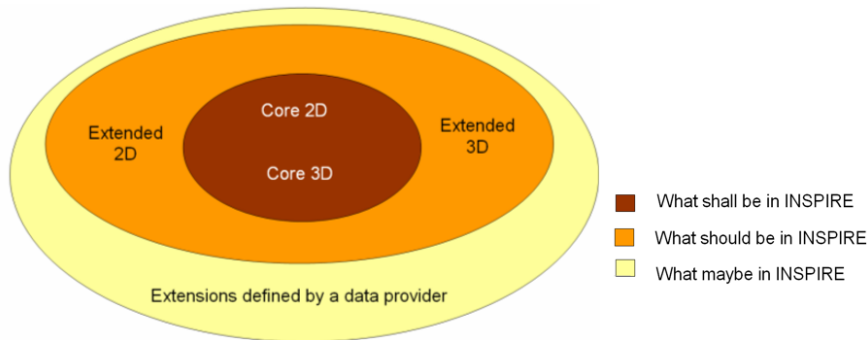 Core 2D
Extended
2D
Extended
3D
Core 3D
What shall be in INSPIRE
What should be in INSPIRE
What maybe in INSPIRE
Extensions defined by a data provider